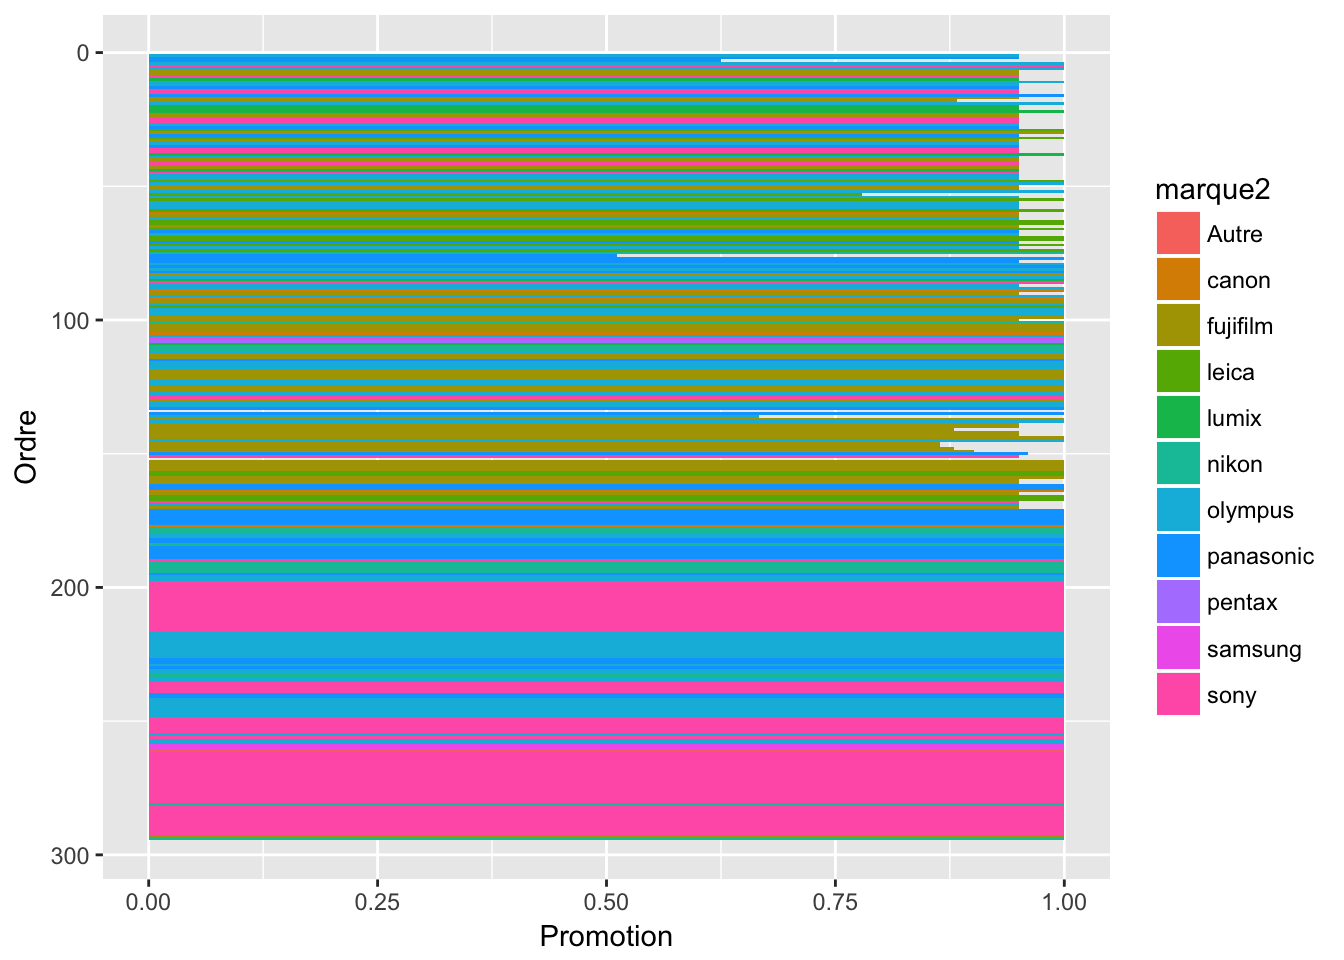 0
100
200
300
Ordre
0.00 0.25 0.50 0.75 1.00
Promotion
marque2
Autre
canon
fujifilm
leica
lumix
nikon
olympus
panasonic
pentax
samsung
sony